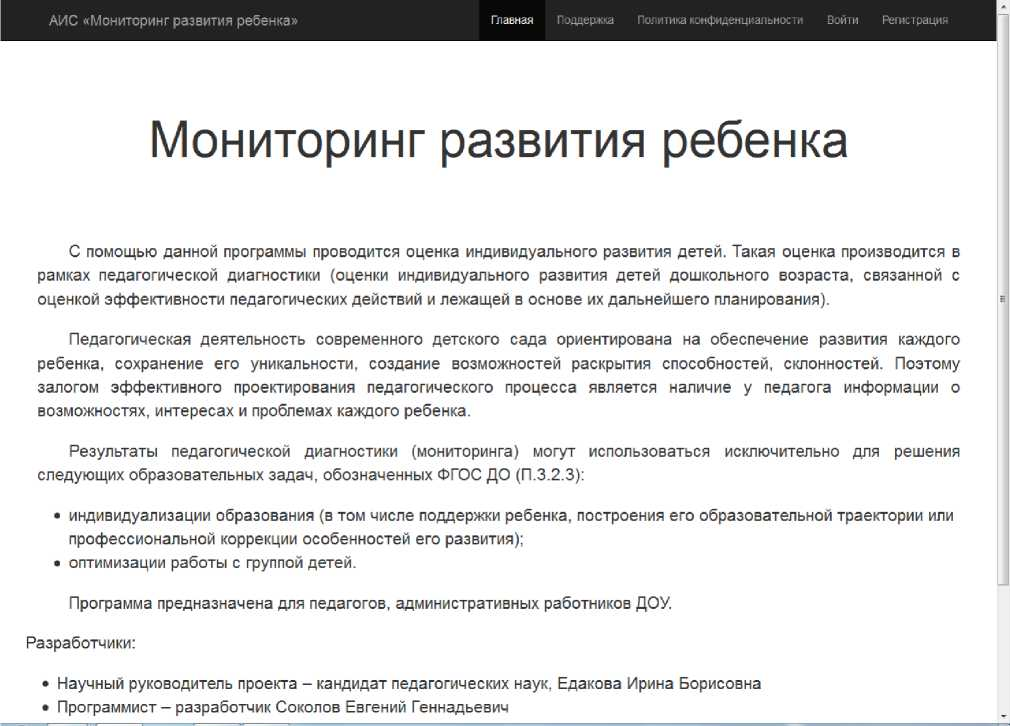 АИС «Мониторинг развития ребенка» Главная Поддержка Политика конфиденциальности Войти Регистрация
Мониторинг развития ребенка
С помощью данной программы проводится оценка индивидуального развития детей. Такая оценка производится в
рамках педагогической диагностики (оценки индивидуального развития детей дошкольного возраста, связанной с
оценкой эффективности педагогических действий и лежащей в основе их дальнейшего планирования).
Педагогическая деятельность современного детского сада ориентирована на обеспечение развития каждого
ребенка, сохранение его уникальности, создание возможностей раскрытия способностей, склонностей. Поэтому
залогом эффективного проектирования педагогического процесса является наличие у педагога информации о
возможностях, интересах и проблемах каждого ребенка.
Результаты педагогической диагностики (мониторинга) могут использоваться исключительно для решения
следующих образовательных задач, обозначенных ФГОС ДО (П.3.2.3):
• индивидуализации образования (в том числе поддержки ребенка, построения его образовательной траектории или
профессиональной коррекции особенностей его развития);
• оптимизации работы с группой детей.
Программа предназначена для педагогов, административных работников ДОУ.
Разработчики:
• Научный руководитель проекта – кандидат педагогических наук, Едакова Ирина Борисовна
• Программист – разработчик Соколов Евгений Геннадьевич